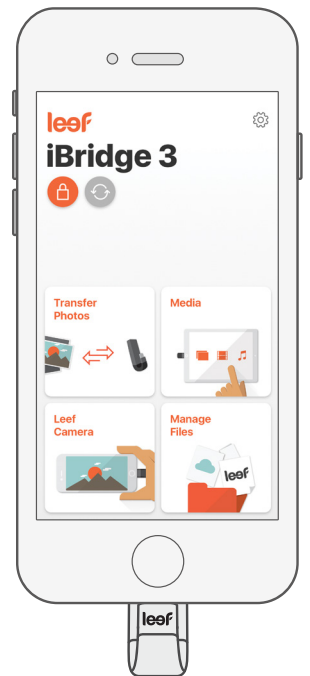 leef
iBridge 3
Transfer
Photos
Media
Leef
Camera
Manage
Files
leef
leef